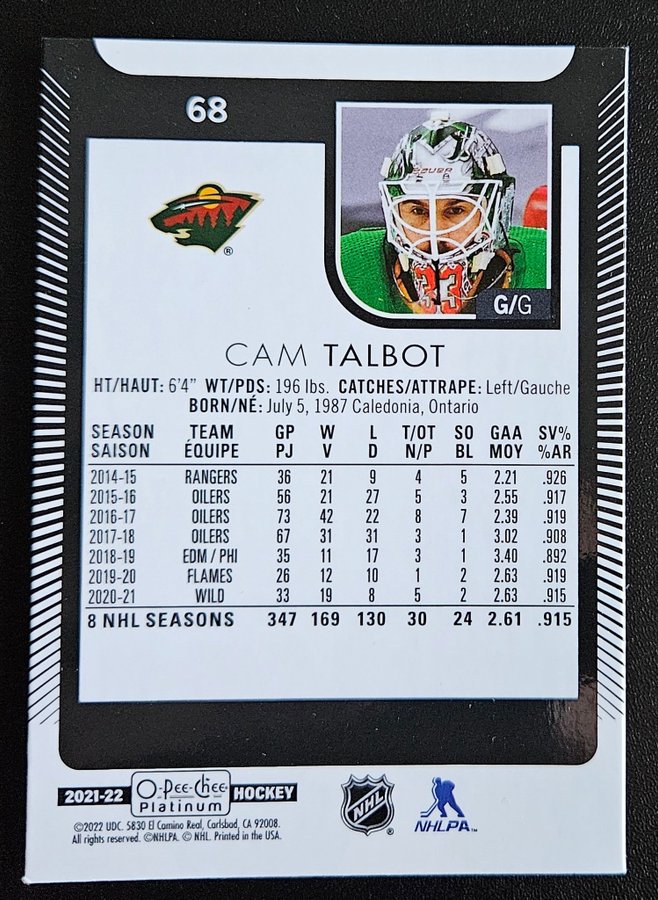 68
BAUER
33
G/G
®
CAM TALBOT
HT/HAUT: 6'4" WT/PDS: 196 lbs. CATCHES/ATTRAPE: Left/Gauche
BORN/NÉ: July 5, 1987 Caledonia, Ontario
SEASON TEAM GP W L T/OT SO GAA SV%
SAISON ÉQUIPE PJ V D N/P BL MOY %AR
2014-15 RANGERS 36 21 9 4 5 2.21 .926
2015-16 OILERS 56 21 27 5 3 2.55 .917
2016-17 OILERS 73 42 22 8 7 2.39 .919
2017-18 OILERS 67 31 31 3 1 3.02 .908
2018-19 EDM / PHI 35 11 17 3 1 3.40 .892
2019-20 FLAMES 26 12 10 1 2 2.63 .919
2020-21 WILD 33 19 8 5 2 2.63 .915
8 NHL SEASONS 347 169 130 30 24 2.61 .915
2021-22 O-Pee-Chee Platinum HOCKEY
NHL ®
NHLPA™
©2022 UDC. 5830 El Camino Real, Carlsbad, CA 92008.
All rights reserved. ©NHLPA. © NHL. Printed in the USA.